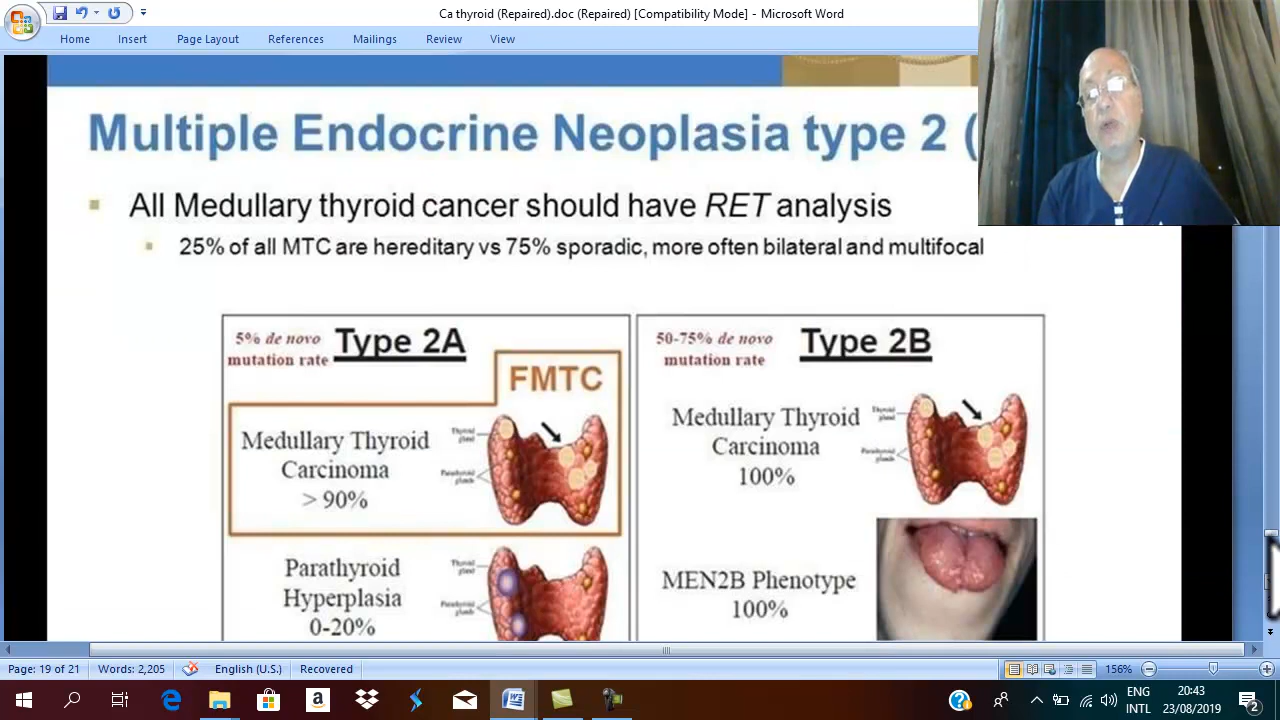 Ca thyroid (Repaired).doc (Repaired) [Compatibility Mode] - Microsoft Word
Home Insert Page Layout References Mailings Review View
Multiple Endocrine Neoplasia type 2 (
All Medullary thyroid cancer should have RET analysis
25% of all MTC are hereditary vs 75% sporadic, more often bilateral and multifocal
5% de novo
mutation rate
Type 2A
FMTC
Medullary Thyroid
Carcinoma
> 90%
Thyroid
gland
Parathyroid
glands
Parathyroid
Hyperplasia
0-20%
Thyroid
gland
Parathyroid
glands
50-75% de novo
mutation rate
Type 2B
Medullary Thyroid
Carcinoma
100%
Thyroid
gland
Parathyroid
glands
MEN2B Phenotype
100%
Page: 19 of 21 Words: 2,205 English (U.S.) Recovered 156%
ENG 20:43
INTL 23/08/2019 2